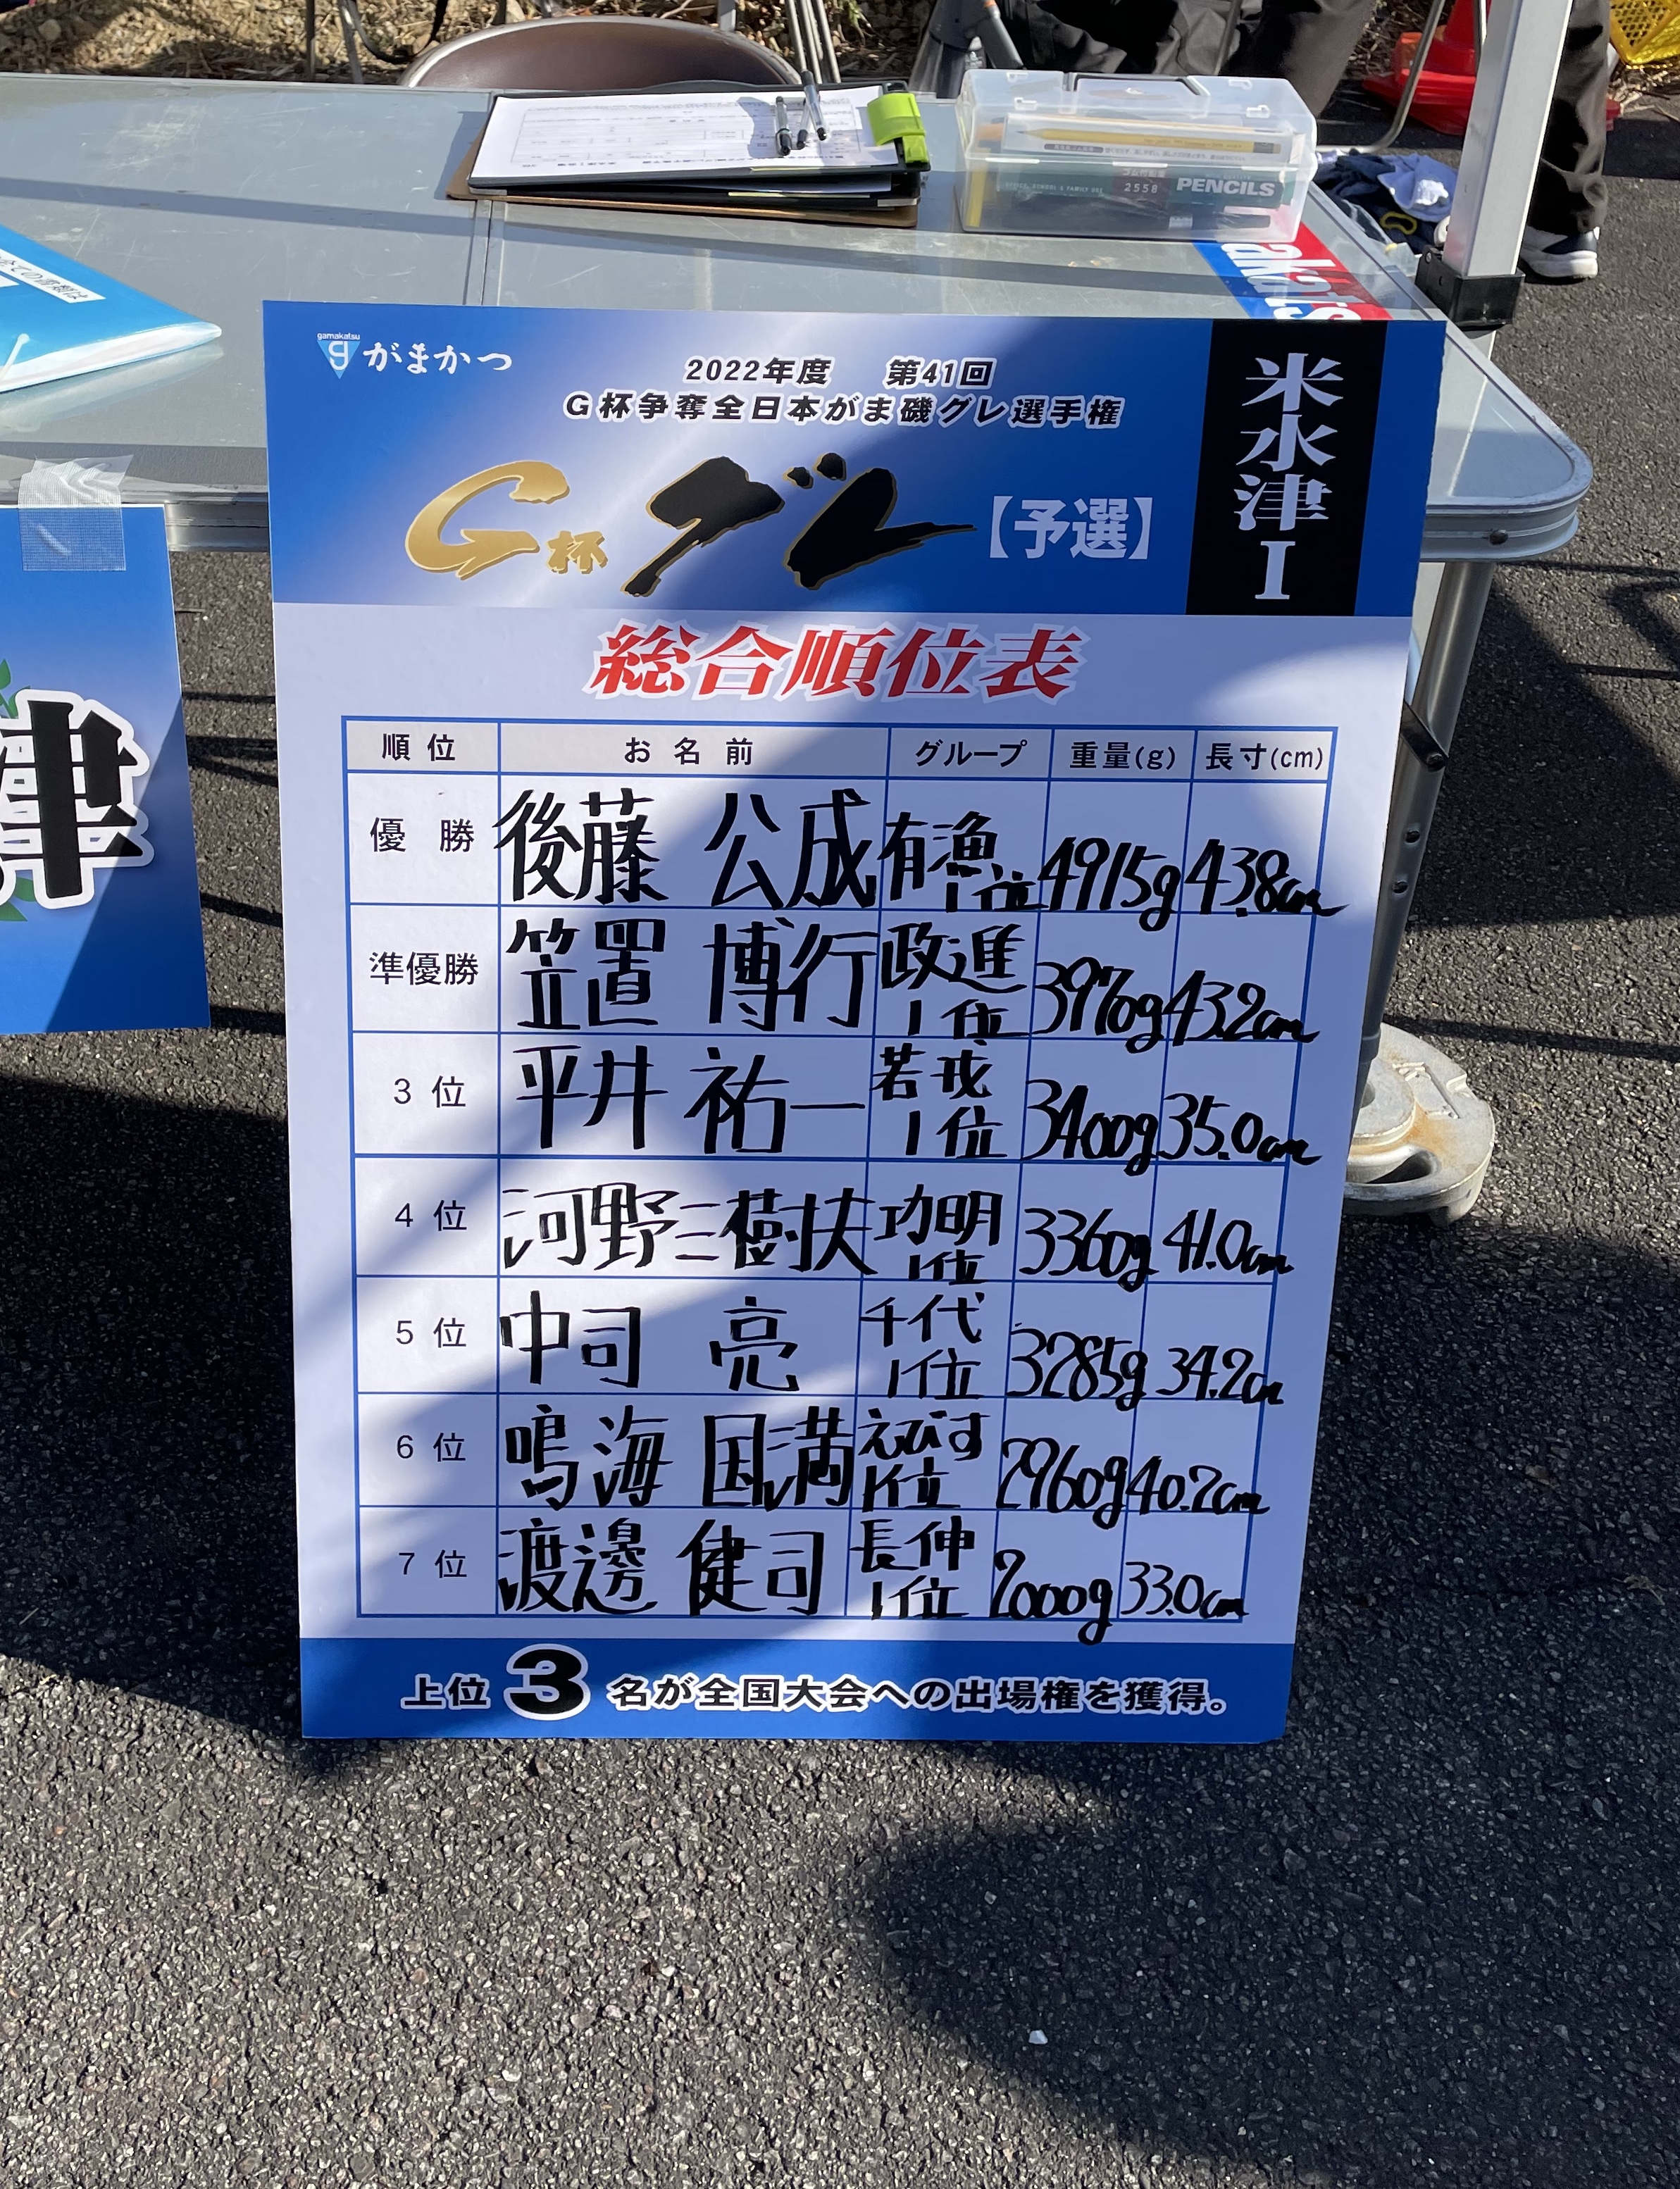 2558 PENCILS
gamakatsu
がまかつ
2022年度 第41回
G杯争奪全日本がま磯グレ選手権
G杯グレ【予選】
米水津Ⅰ
総合順位表
順位 お名前 グループ 重量(g) 長寸(cm)
優勝 後藤 公成 有漁1位 4915g 43.8cm
準優勝 笠置 博行 政進1位 3970g 43.2cm
3位 平井 祐一 若戎1位 3400g 35.0cm
4位 河野三樹扶 功明1位 3360g 41.0cm
5位 中司 亮 千代1位 3285g 34.2cm
6位 鳴海 国満 えびす1位 2960g 40.2cm
7位 渡邊 健司 長伸1位 2000g 33.0cm
上位3名が全国大会への出場権を獲得。
津